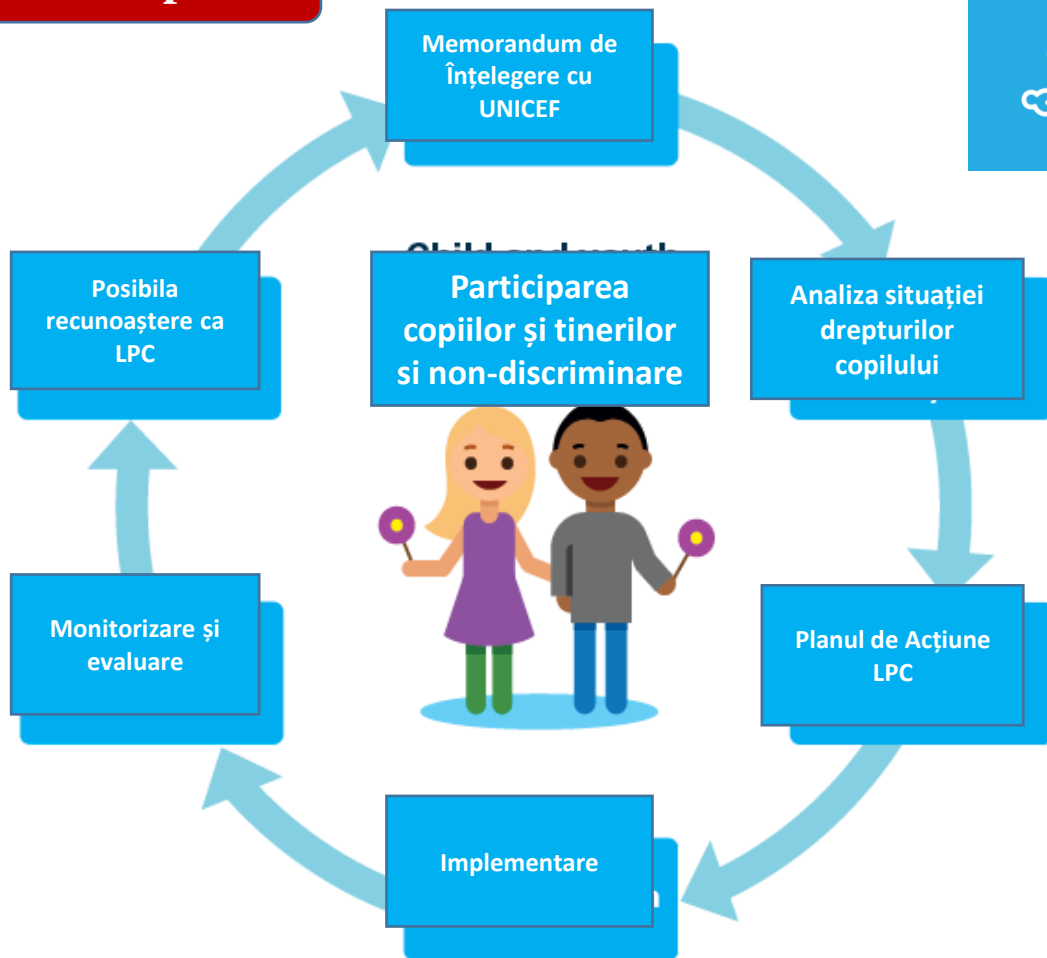 Memorandum de
Înțelegere cu
UNICEF
Posibila
recunoaștere ca
LPC
Participarea
copiilor și tinerilor
si non-discriminare
Analiza situației
drepturilor
copilului
Monitorizare și
evaluare
Planul de Acțiune
LPC
Implementare